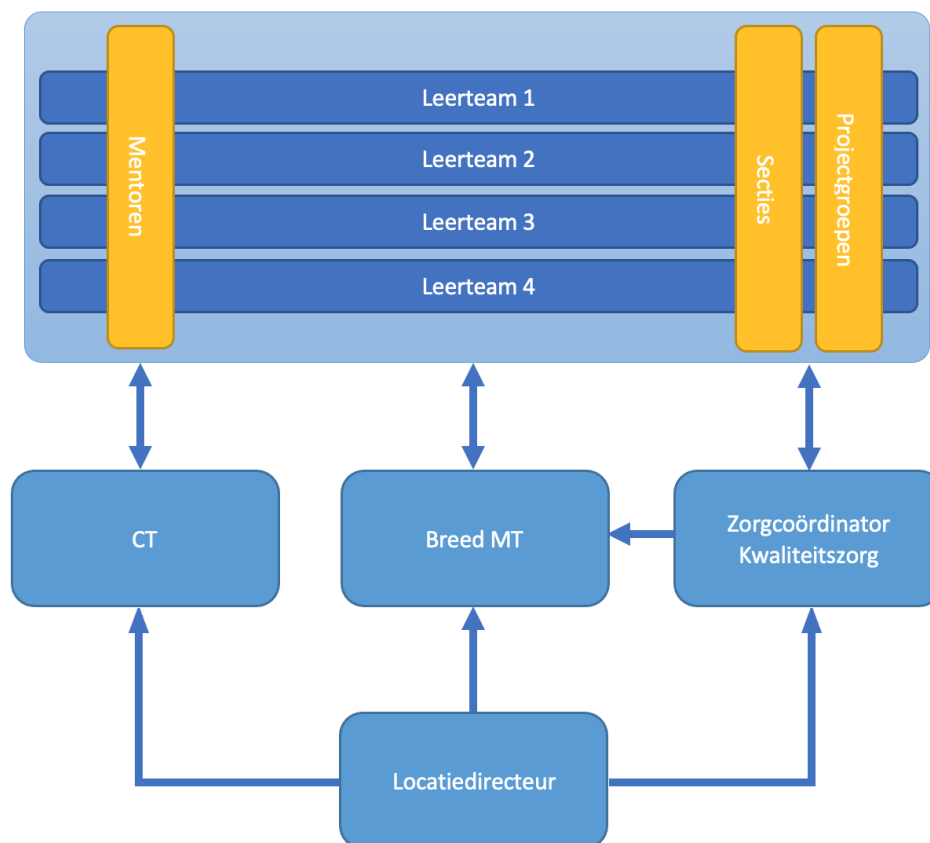 Leerteam 1
Leerteam 2
Leerteam 3
Leerteam 4
Mentoren
Secties
Projectgroepen
CT
Breed MT
Zorgcoördinator
Kwaliteitszorg
Locatiedirecteur